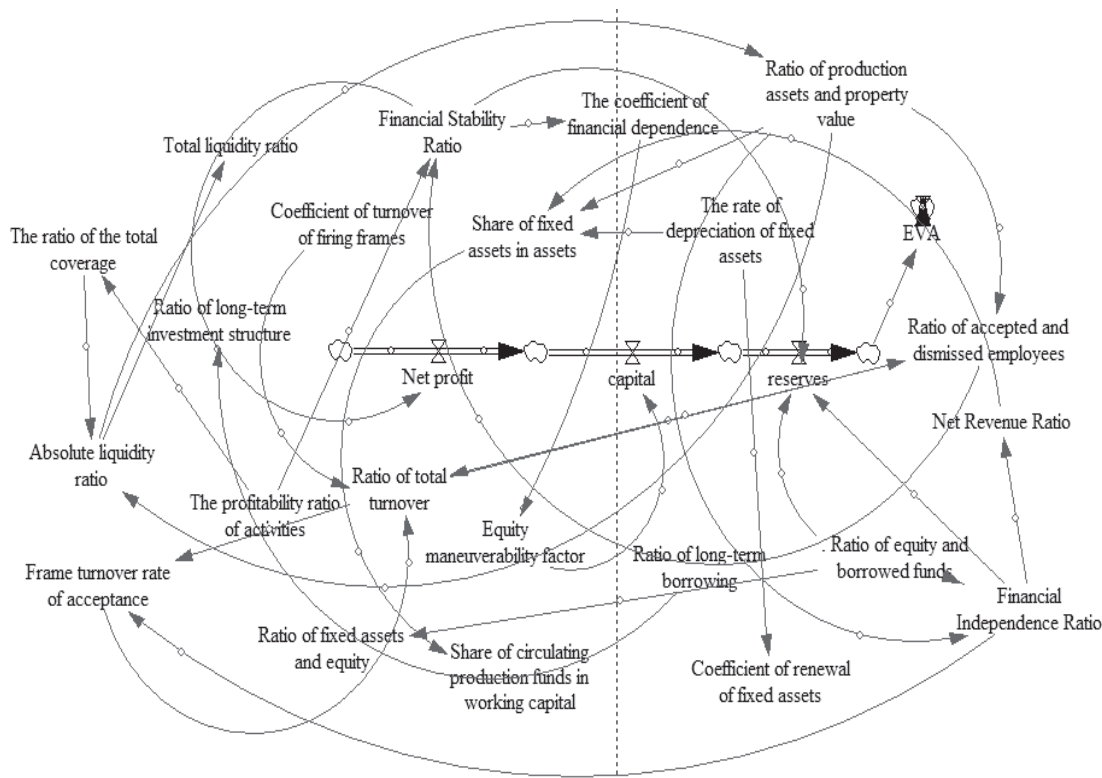 Ratio of production
assets and property
value
The coefficient of
financial dependence
Financial Stability
Ratio
Total liquidity ratio
Coefficient of turnover
of firing frames
Share of fixed
assets in assets
The rate of
depreciation of fixed
assets
EVA
The ratio of the total
coverage
Ratio of long-term
investment structure
Ratio of accepted and
dismissed employees
Net profit
capital
reserves
Net Revenue Ratio
Absolute liquidity
ratio
Ratio of total
turnover
The profitability ratio
of activities
Equity
maneuverability factor
Ratio of long-term
borrowing
. Ratio of equity and
borrowed funds
Frame turnover rate
of acceptance
Financial
Independence Ratio
Ratio of fixed assets
and equity
Share of circulating
production funds in
working capital
Coefficient of renewal
of fixed assets